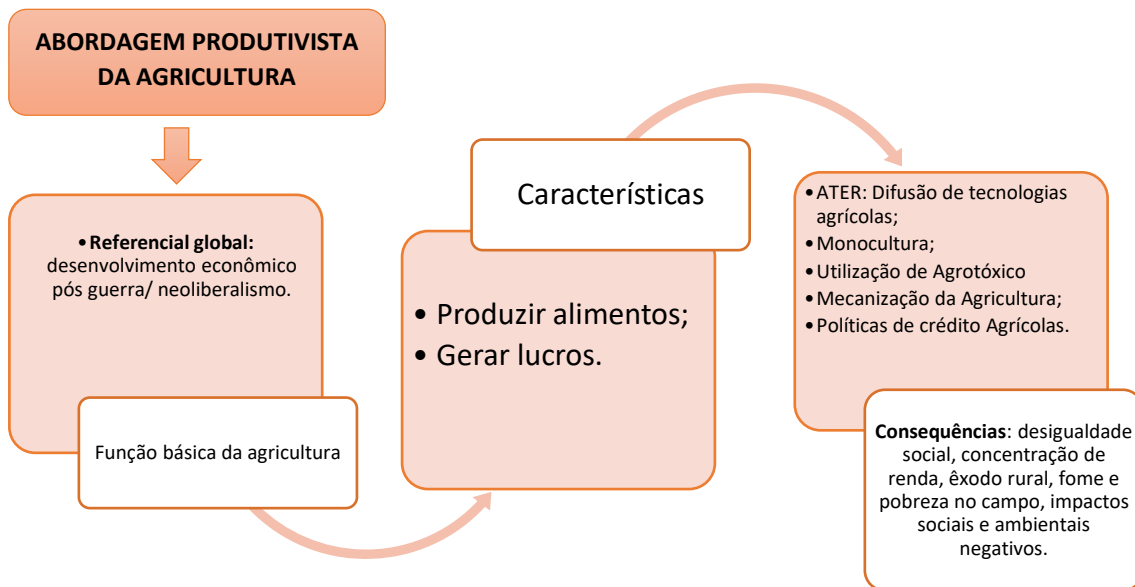 ABORDAGEM PRODUTIVISTA
DA AGRICULTURA
• Referencial global:
desenvolvimento econômico
pós guerra/ neoliberalismo.
Função básica da agricultura
Características
• Produzir alimentos;
• Gerar lucros.
• ATER: Difusão de tecnologias
agrícolas;
• Monocultura;
• Utilização de Agrotóxico
• Mecanização da Agricultura;
• Políticas de crédito Agrícolas.
Consequências: desigualdade
social, concentração de
renda, êxodo rural, fome e
pobreza no campo, impactos
sociais e ambientais
negativos.